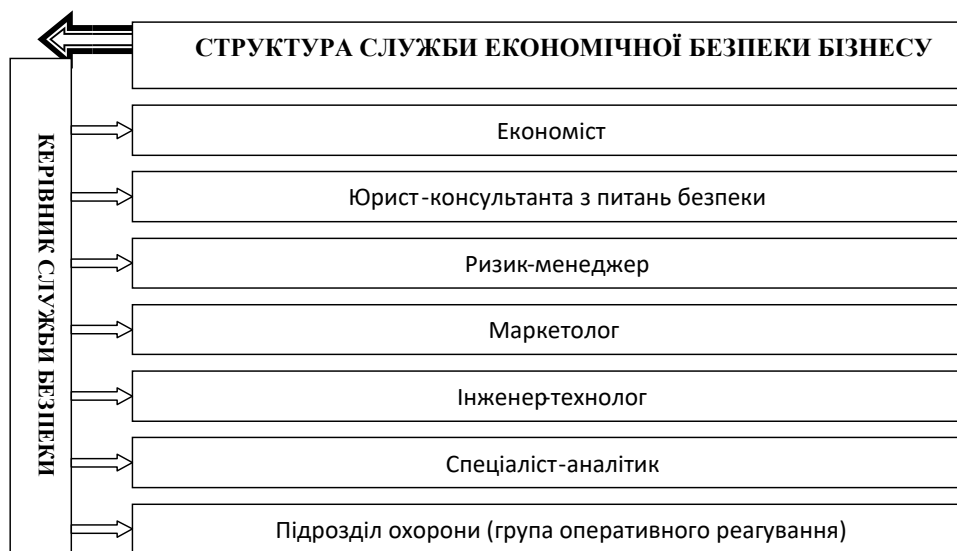 СТРУКТУРА СЛУЖБИ ЕКОНОМІЧНОЇ БЕЗПЕКИ БІЗНЕСУ
КЕРІВНИК СЛУЖБИ БЕЗПЕКИ
Економіст
Юрист-консультанта з питань безпеки
Ризик-менеджер
Маркетолог
Інженер-технолог
Спеціаліст-аналітик
Підрозділ охорони (група оперативного реагування)